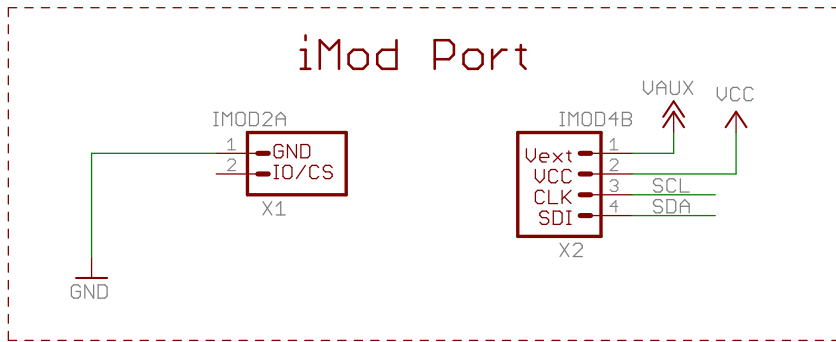 iMod Port
VAUX
VCC
IMOD2A
1 GND
2 IO/CS
X1
GND
IMOD4B
Vext 1
VCC 2
CLK 3 SCL
SDI 4 SDA
X2